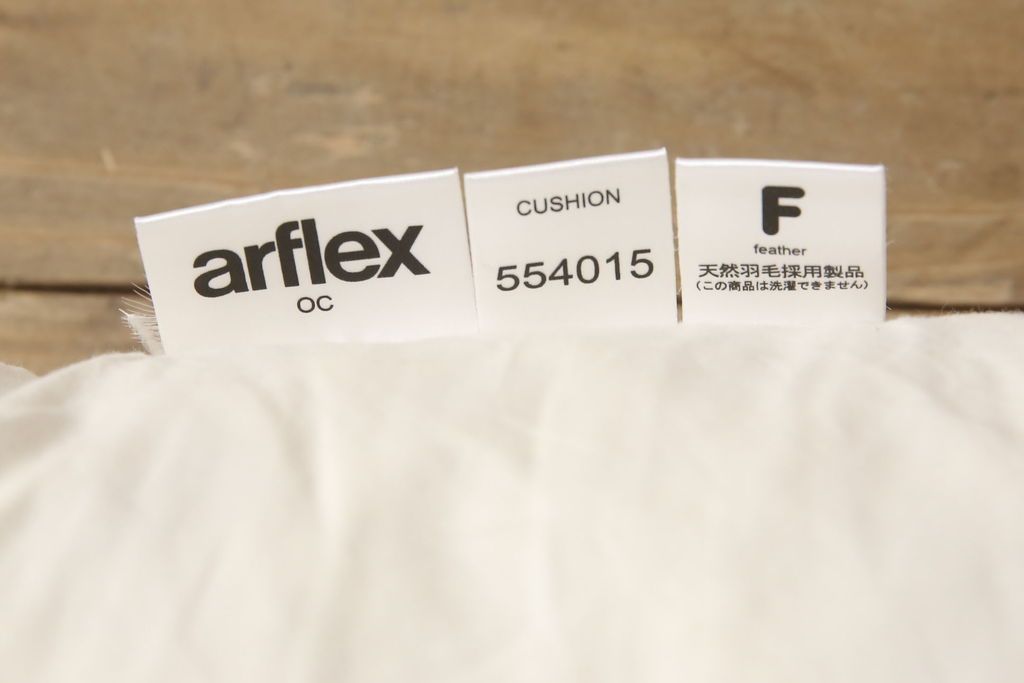 arflex
OC
CUSHION
554015
F
feather
天然羽毛採用製品
(この商品は洗濯できません)